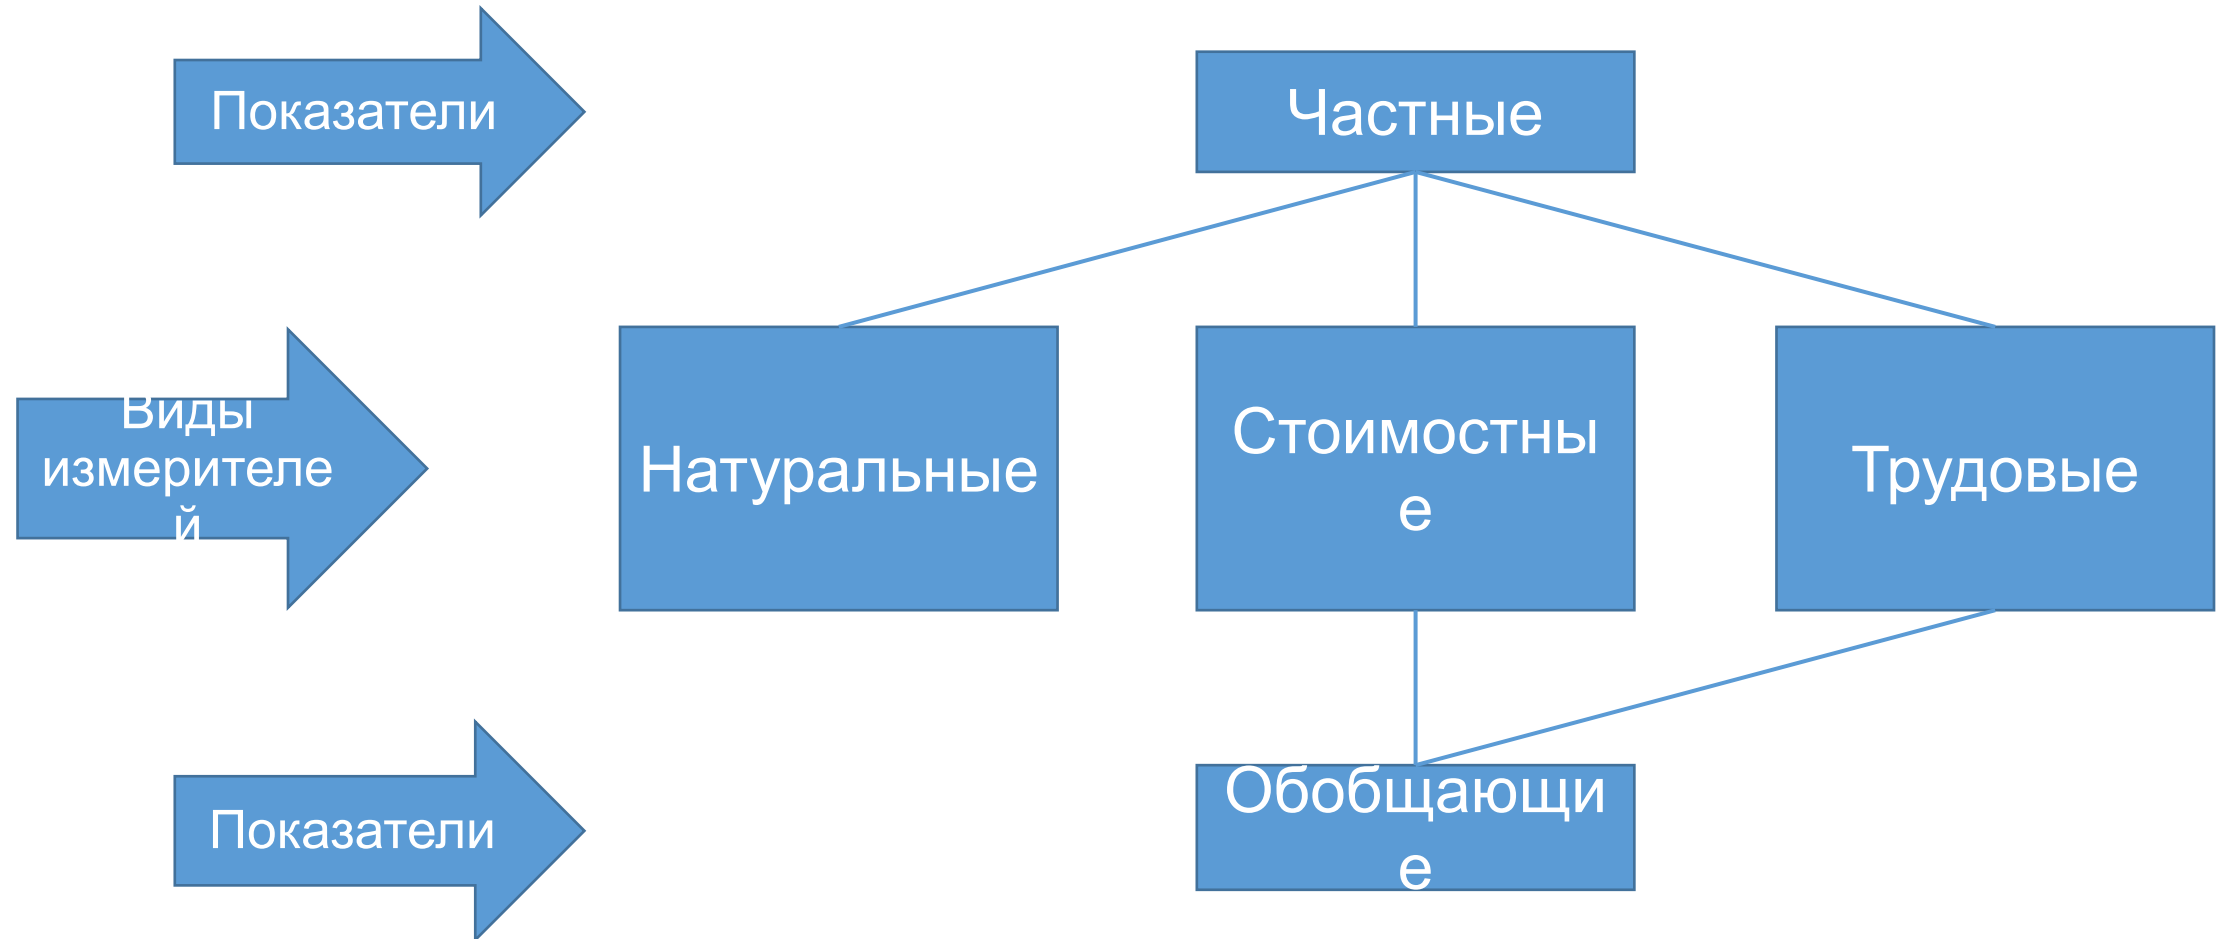 Показатели
Частные
Виды
измерителе
й
Натуральные
Стоимостны
е
Трудовые
Показатели
Обобщающи
е